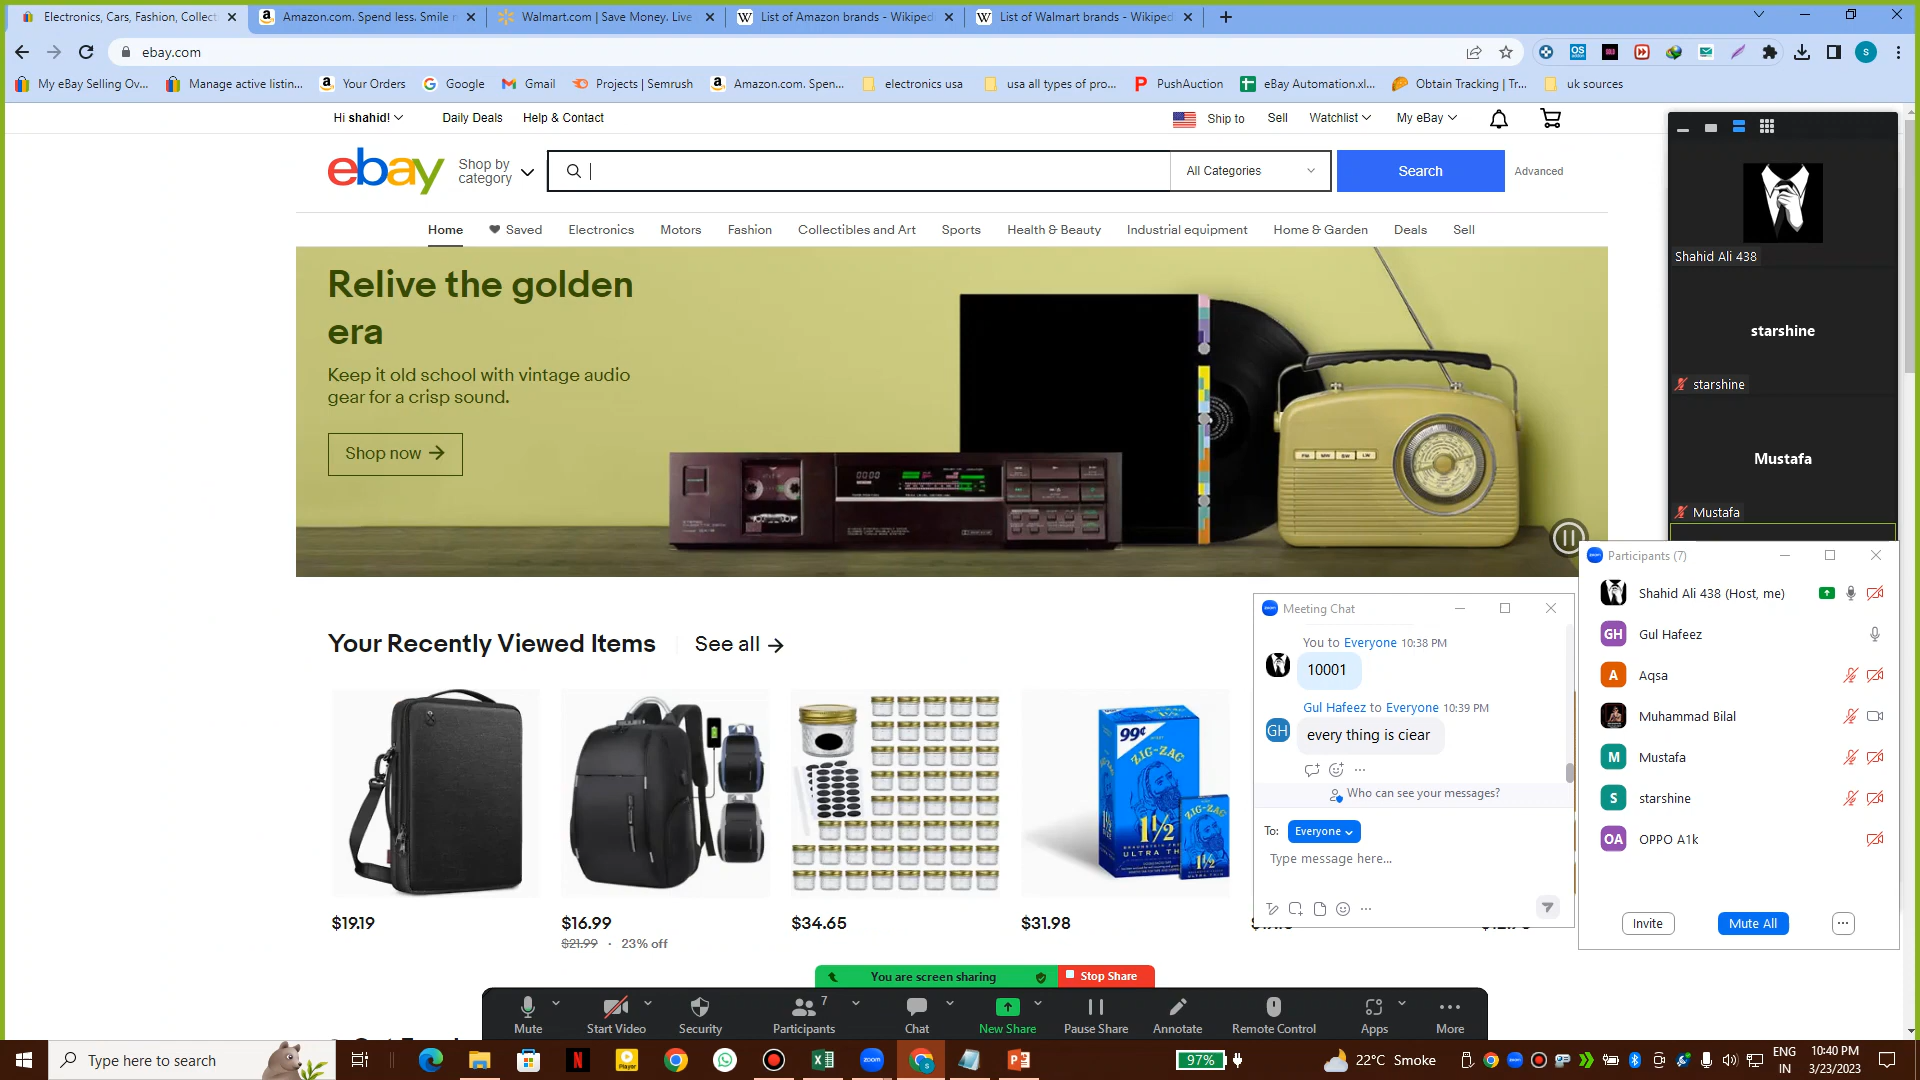 Electronics, Cars, Fashion, Collect
Amazon.com. Spend less. Smile m
Walmart.com | Save Money. Live
List of Amazon brands - Wikiped
List of Walmart brands - Wikiped
ebay.com
My eBay Selling Ov...
Manage active listin...
Your Orders
Google
Gmail
Projects | Semrush
Amazon.com. Spen...
electronics usa
usa all types of pro...
PushAuction
eBay Automation.xl...
Obtain Tracking | Tr...
uk sources
Hi shahid!
Daily Deals
Help & Contact
Ship to
Sell
Watchlist
My eBay
ebay
Shop by
category
All Categories
Search
Advanced
Home
Saved
Electronics
Motors
Fashion
Collectibles and Art
Sports
Health & Beauty
Industrial equipment
Home & Garden
Deals
Sell
Relive the golden
era
Keep it old school with vintage audio
gear for a crisp sound.
Shop now
Shahid Ali 438
starshine
starshine
Mustafa
Mustafa
Your Recently Viewed Items
See all
99¢
ZIG-ZAG
1½
$19.19
$16.99
$21.99 · 23% off
$34.65
$31.98
Meeting Chat
You to Everyone 10:38 PM
10001
Gul Hafeez to Everyone 10:39 PM
GH
every thing is ciear
Who can see your messages?
To: Everyone
Type message here...
Participants (7)
Shahid Ali 438 (Host, me)
GH Gul Hafeez
A Aqsa
Muhammad Bilal
M Mustafa
S starshine
OA OPPO A1k
Invite
Mute All
You are screen sharing
Stop Share
Mute
Start Video
Security
7
Participants
Chat
New Share
Pause Share
Annotate
Remote Control
Apps
More
Type here to search
97%
22°C Smoke
ENG
IN
10:40 PM
3/23/2023